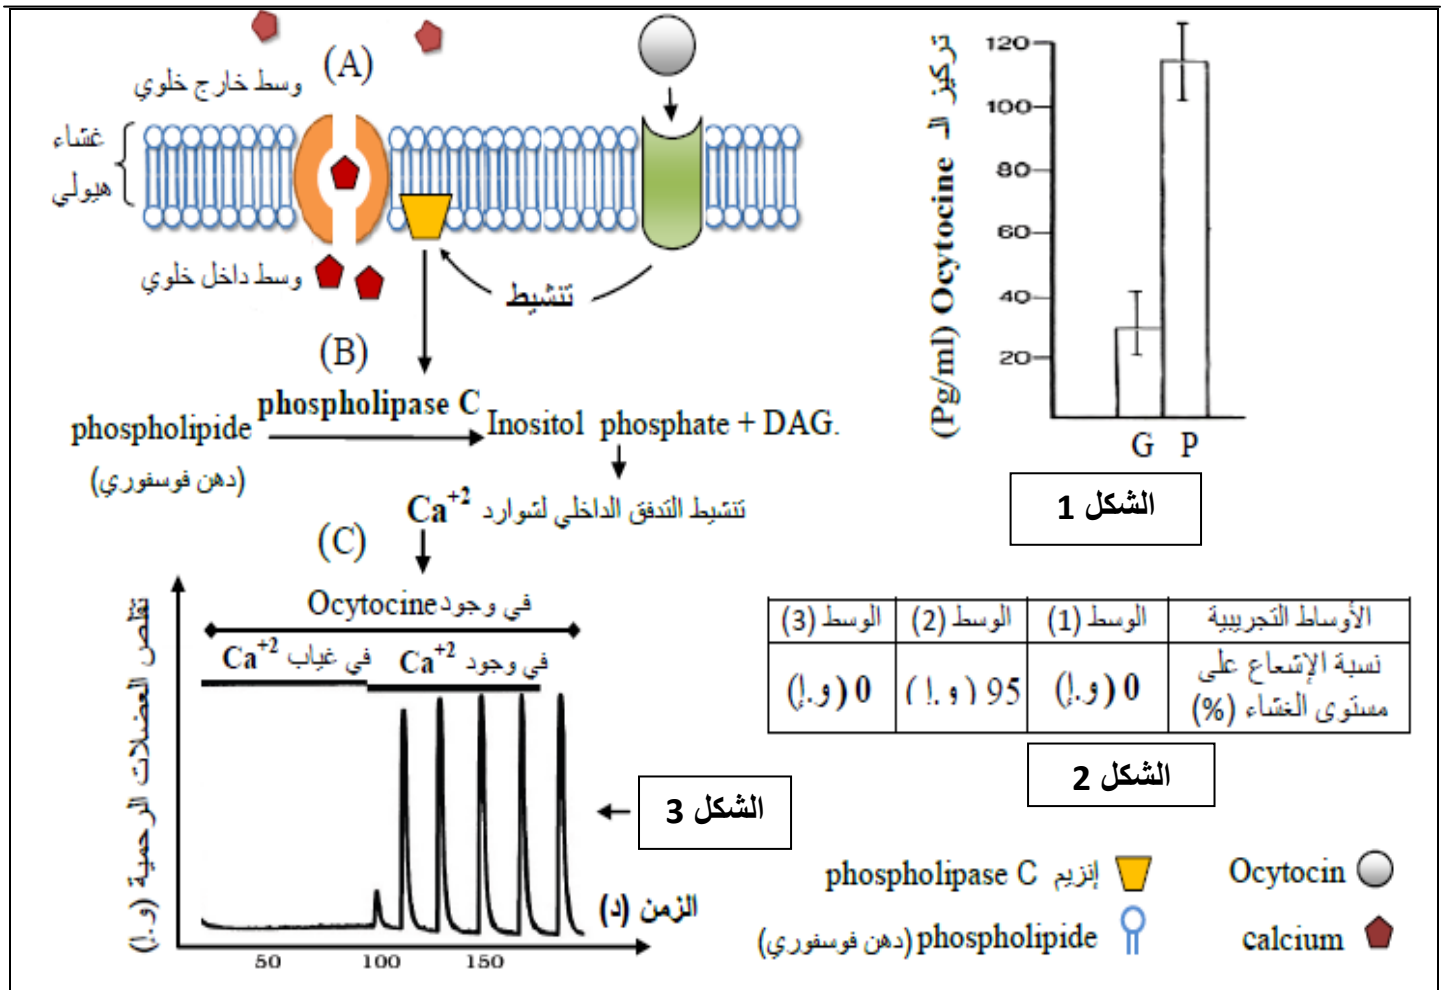 (A)
وسط خارج خلوي
غشاء
هيولي
وسط داخل خلوي
تنشيط
(B)
phospholipase C
phospholipide
Inositol phosphate + DAG.
(دهن فوسفوري)
تنشيط التدفق الداخلي لشوارد Ca+2
(C)
في وجود Ocytocine
في غياب Ca+2
في وجود Ca+2
تقلص العضلات الرحمية (و.إ)
الزمن (د)
50 100 150
الشكل 3
تركيز الـ Ocytocine (Pg/ml)
120
100
80
60
40
20
G P
الشكل 1
الأوساط التجريبية الوسط (1) الوسط (2) الوسط (3)
نسبة الإشعاع على مستوى الغشاء (%) 0 (و.إ) 95 (و.إ) 0 (و.إ)
الشكل 2
Ocytocin
إنزيم phospholipase C
calcium
phospholipide (دهن فوسفوري)